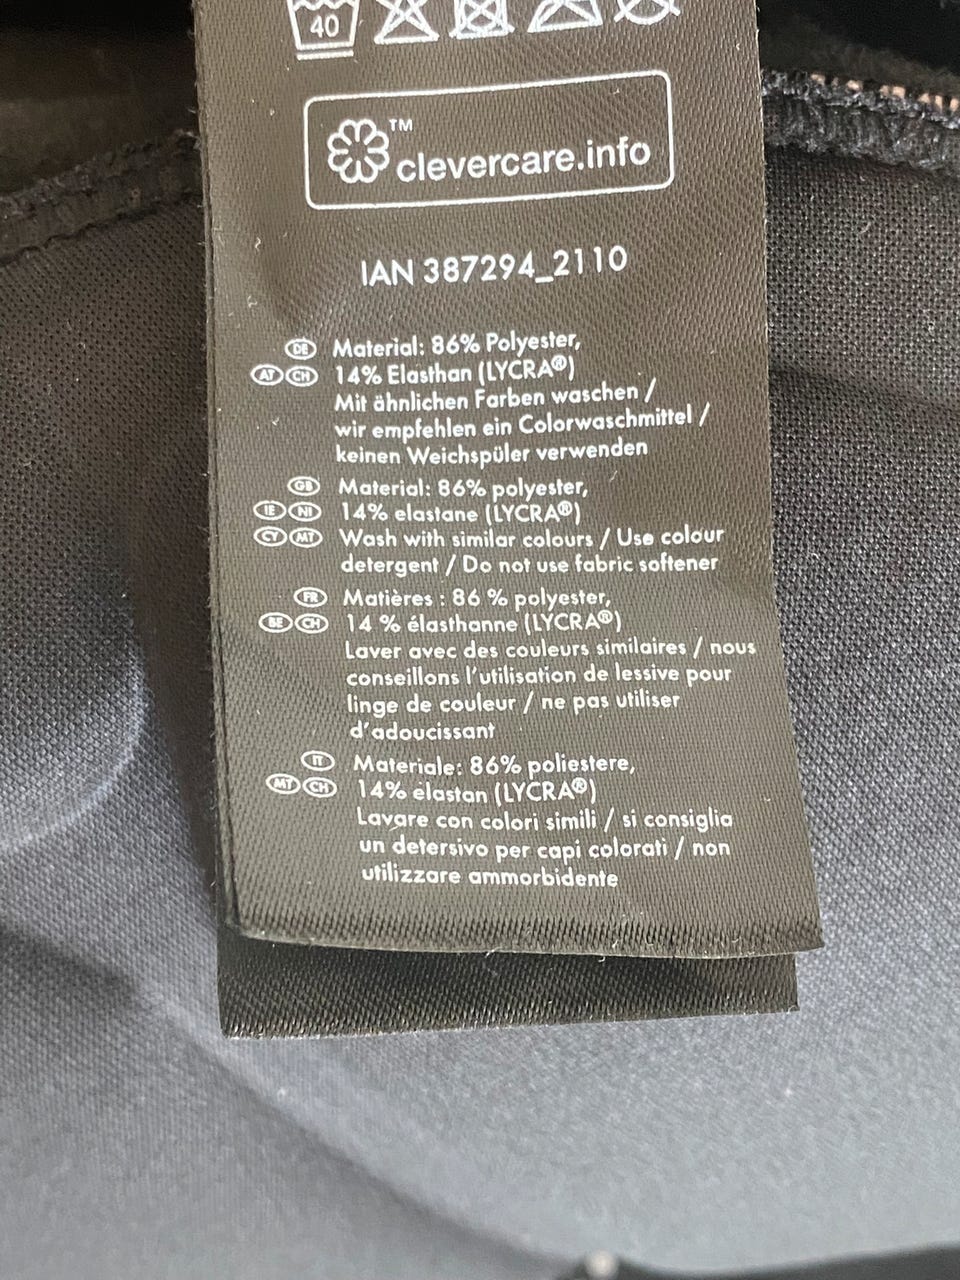 40
TM
clevercare.info
IAN 387294_2110
DE Material: 86% Polyester,
AT CH 14% Elasthan (LYCRA®)
Mit ähnlichen Farben waschen /
wir empfehlen ein Colorwaschmittel /
keinen Weichspüler verwenden
GB Material: 86% polyester,
IE NI 14% elastane (LYCRA®)
CY MT Wash with similar colours / Use colour
detergent / Do not use fabric softener
FR Matières : 86 % polyester,
BE CH 14 % élasthanne (LYCRA®)
Laver avec des couleurs similaires / nous
conseillons l'utilisation de lessive pour
linge de couleur / ne pas utiliser
d'adoucissant
IT Materiale: 86% poliestere,
MT CH 14% elastan (LYCRA®)
Lavare con colori simili / si consiglia
un detersivo per capi colorati / non
utilizzare ammorbidente